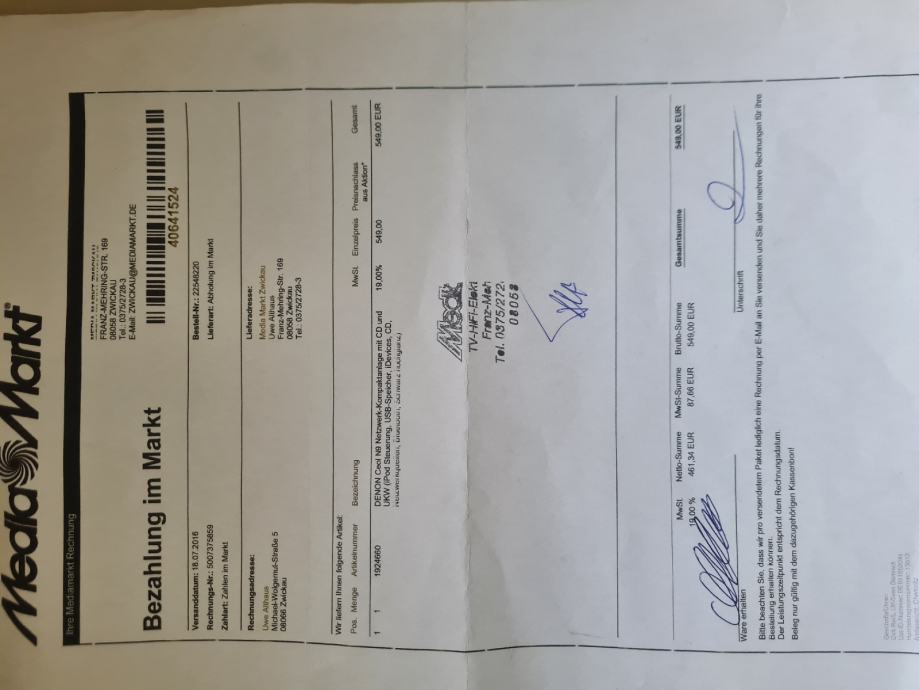 Media Markt
Ihre Mediamarkt Rechnung
MEDIA MARKT ZWICKAU
FRANZ-MEHRING-STR. 169
08058 ZWICKAU
Tel.: 0375/2728-3
E-Mail: ZWICKAU@MEDIAMARKT.DE
Bezahlung im Markt
40641524
Versanddatum: 18.07.2016 Bestell-Nr.: 22548220
Rechnungs-Nr.: 5007375859 Lieferart: Abholung im Markt
Zahlart: Zahlen im Markt
Rechnungsadresse:
Uwe Althaus
Michael-Wolgemut-Straße 5
08066 Zwickau
Lieferadresse:
Media Markt Zwickau
Uwe Althaus
Franz-Mehring-Str. 169
08058 Zwickau
Tel.: 0375/2728-3
Wir liefern Ihnen folgende Artikel:
Pos. Menge Artikelnummer Bezeichnung MwSt. Einzelpreis Preisnachlass aus Aktion* Gesamt
1 1 1924660 DENON Ceol N9 Netzwerk-Kompaktanlage mit CD und 19,00% 549,00 549,00 EUR
UKW (iPod Steuerung, USB-Speicher, iDevices, CD,
Media
TV-HiFi-Elekt
Franz-Meh
Tel. 0375/272
08058
MwSt. Netto-Summe MwSt-Summe Brutto-Summe Gesamtsumme 549,00 EUR
19,00 % 461,34 EUR 87,66 EUR 549,00 EUR
Ware erhalten Unterschrift
Bitte beachten Sie, dass wir pro versendetem Paket lediglich eine Rechnung per E-Mail an Sie versenden und Sie daher mehrere Rechnungen für Ihre
Bestellung erhalten können.
Der Leistungszeitpunkt entspricht dem Rechnungsdatum.
Beleg nur gültig mit dem dazugehörigen Kassenbon!